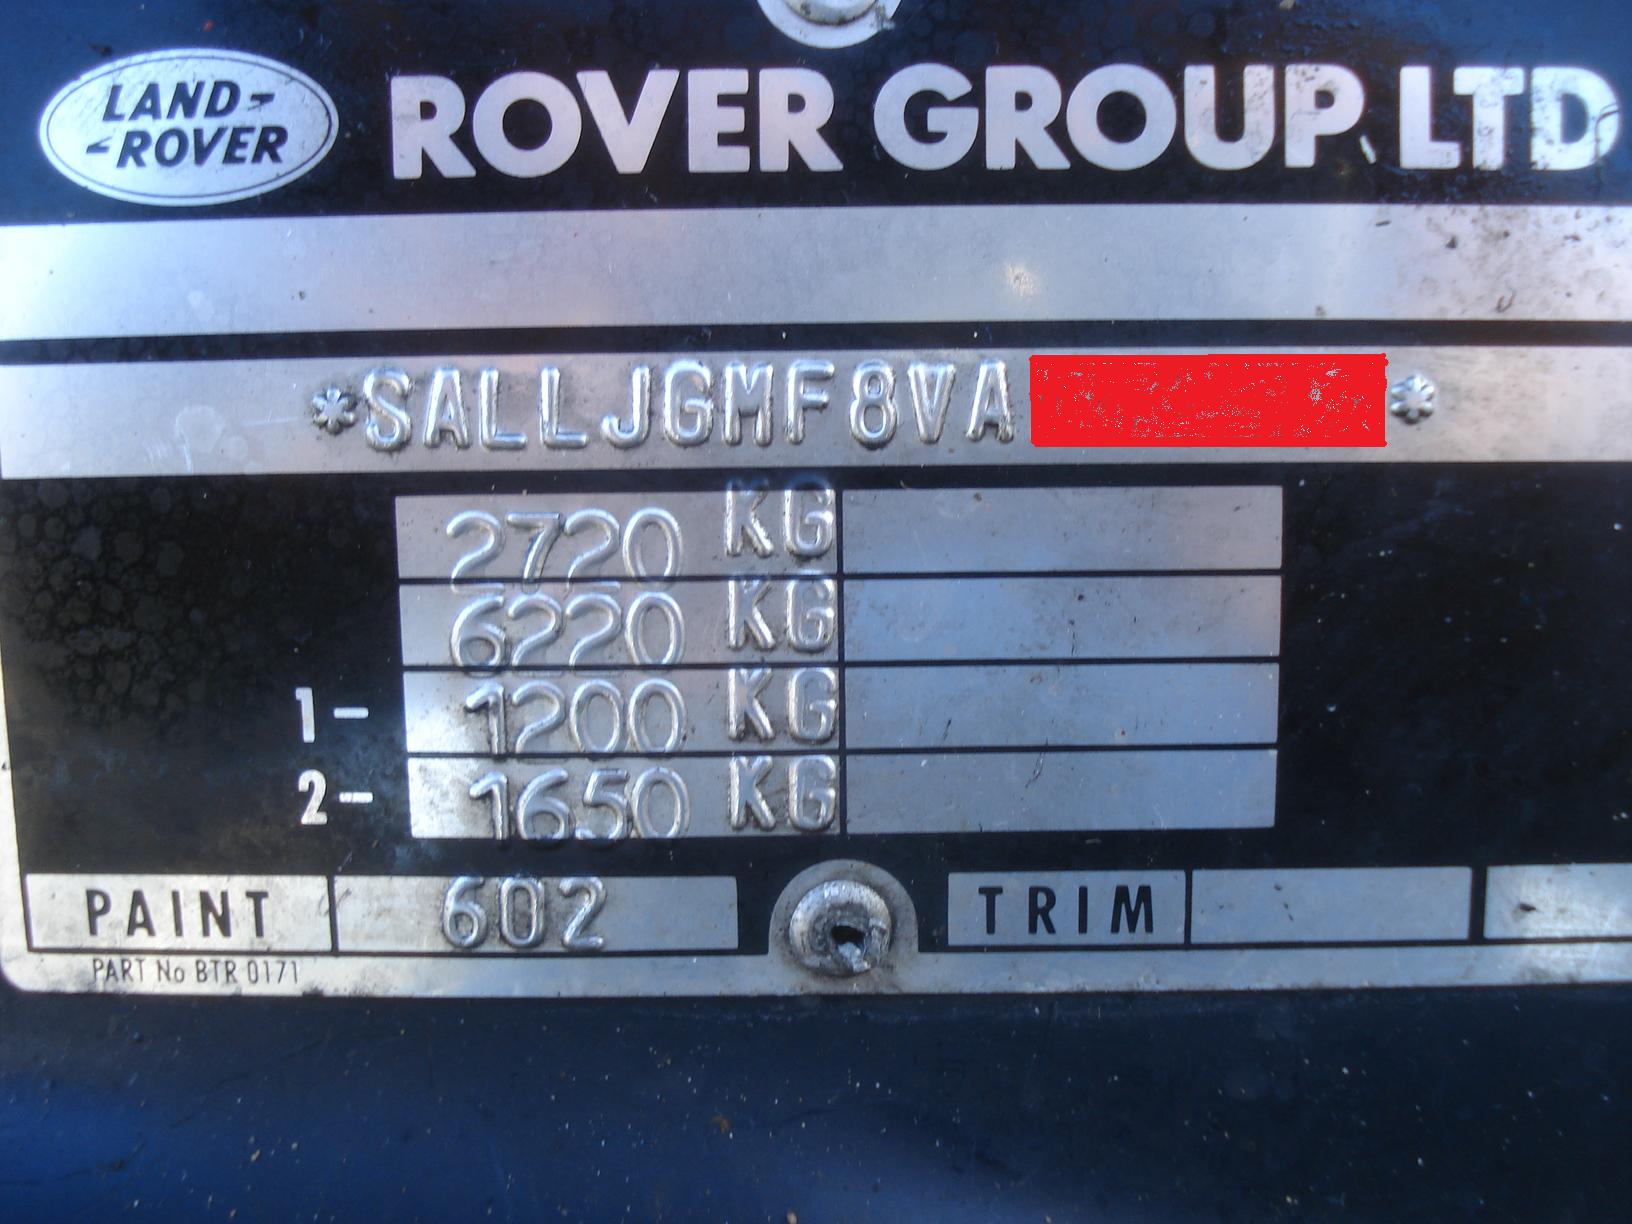 LAND-
-ROVER
ROVER GROUP LTD
*SALLJGMF8VA *
2720 KG
6220 KG
1- 1200 KG
2- 1650 KG
PAINT 602 TRIM
PART No BTR 0171